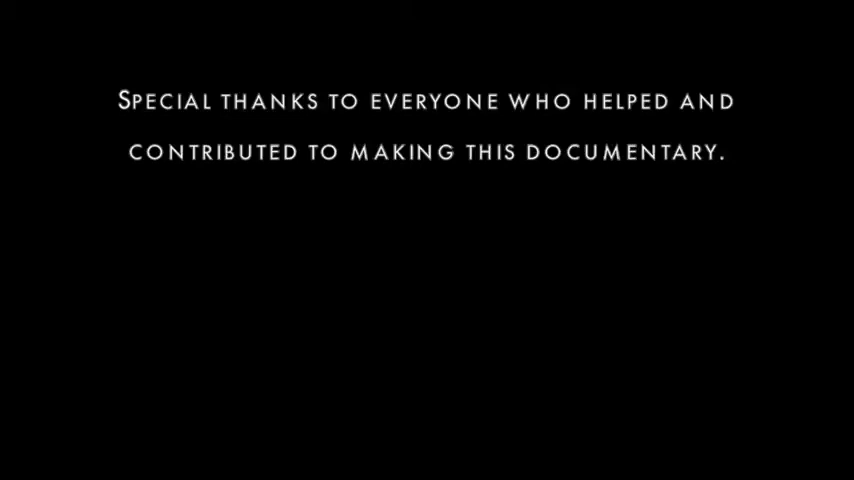 Special thanks to everyone who helped and
contributed to making this documentary.